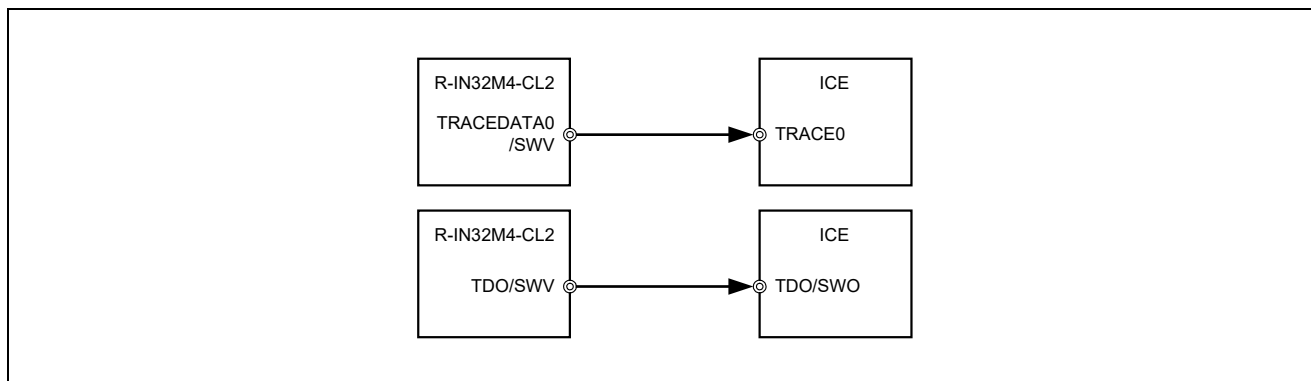 R-IN32M4-CL2
TRACEDATA0
/SWV
ICE
TRACE0
R-IN32M4-CL2
TDO/SWV
ICE
TDO/SWO